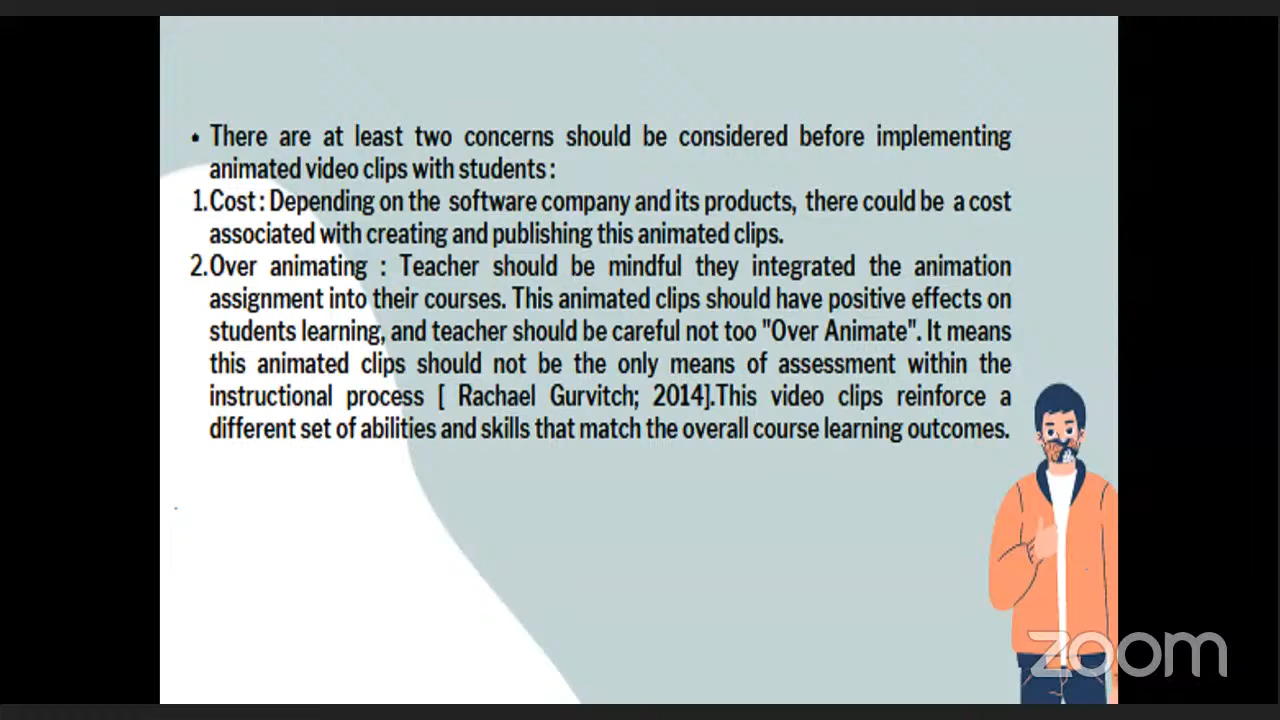 • There are at least two concerns should be considered before implementing
animated video clips with students :
1. Cost : Depending on the software company and its products, there could be a cost
associated with creating and publishing this animated clips.
2. Over animating : Teacher should be mindful they integrated the animation
assignment into their courses. This animated clips should have positive effects on
students learning, and teacher should be careful not too "Over Animate". It means
this animated clips should not be the only means of assessment within the
instructional process [ Rachael Gurvitch; 2014].This video clips reinforce a
different set of abilities and skills that match the overall course learning outcomes.
zoom